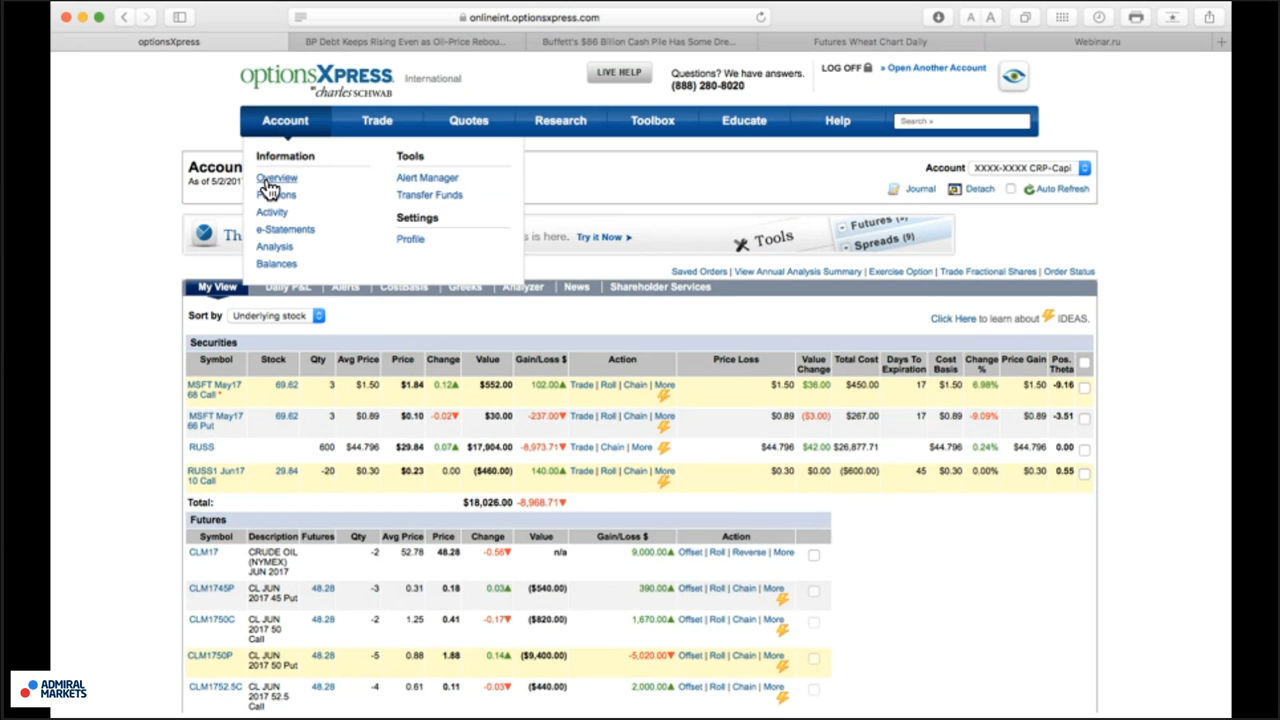 onlineint.optionsxpress.com
A A
optionsXpress
BP Debt Keeps Rising Even as Oil-Price Rebou...
Buffett's $86 Billion Cash Pile Has Some Dre...
Futures Wheat Chart Daily
Webinar.ru
optionsXpress International
by charles SCHWAB
LIVE HELP
Questions? We have answers.
(888) 280-8020
LOG OFF » Open Another Account
Account Trade Quotes Research Toolbox Educate Help Search »
Information
Overview
Activity
e-Statements
Analysis
Balances
Tools
Alert Manager
Transfer Funds
Settings
Profile
Accoun
As of 5/2/201
Account XXXX-XXXX CRP-Capi
Journal Detach Auto Refresh
Th s is here. Try it Now
Tools
Futures
Spreads (9)
Saved Orders | View Annual Analysis Summary | Exercise Option | Trade Fractional Shares | Order Status
My View Daily P&L Alerts CostBasis Greeks Analyzer News Shareholder Services
Sort by Underlying stock
Click Here to learn about IDEAS.
Securities
Symbol Stock Qty Avg Price Price Change Value Gain/Loss $ Action Price Loss Value Change Total Cost Days To Expiration Cost Basis Change % Price Gain Pos. Theta
MSFT May17 68 Call * 69.62 3 $1.50 $1.84 0.12 $552.00 102.00 Trade | Roll | Chain | More $1.50 $36.00 $450.00 17 $1.50 6.98% $1.50 -9.16
MSFT May17 66 Put 69.62 3 $0.89 $0.10 -0.02 $30.00 -237.00 Trade | Roll | Chain | More $0.89 ($3.00) $267.00 17 $0.89 -9.09% $0.89 -3.51
RUSS 600 $44.796 $29.84 0.07 $17,904.00 -8,973.71 Trade | Chain | More $44.796 $42.00 $26,877.71 $44.796 0.24% $44.796 0.00
RUSS1 Jun17 10 Call 29.84 -20 $0.30 $0.23 0.00 ($460.00) 140.00 Trade | Roll | Chain | More $0.30 $0.00 ($600.00) 45 $0.30 0.00% $0.30 0.55
Total: $18,026.00 -8,968.71
Futures
Symbol Description Futures Qty Avg Price Price Change Value Gain/Loss $ Action
CLM17 CRUDE OIL (NYMEX) JUN 2017 -2 52.78 48.28 -0.56 n/a 9,000.00 Offset | Roll | Reverse | More
CLM1745P CL JUN 2017 45 Put 48.28 -3 0.31 0.18 0.03 ($540.00) 390.00 Offset | Roll | Chain | More
CLM1750C CL JUN 2017 50 Call 48.28 -2 1.25 0.41 -0.17 ($820.00) 1,670.00 Offset | Roll | Chain | More
CLM1750P CL JUN 2017 50 Put 48.28 -5 0.88 1.88 0.14 ($9,400.00) -5,020.00 Offset | Roll | Chain | More
CLM1752.5C CL JUN 2017 52.5 Call 48.28 -4 0.61 0.11 -0.03 ($440.00) 2,000.00 Offset | Roll | Chain | More
ADMIRAL
MARKETS